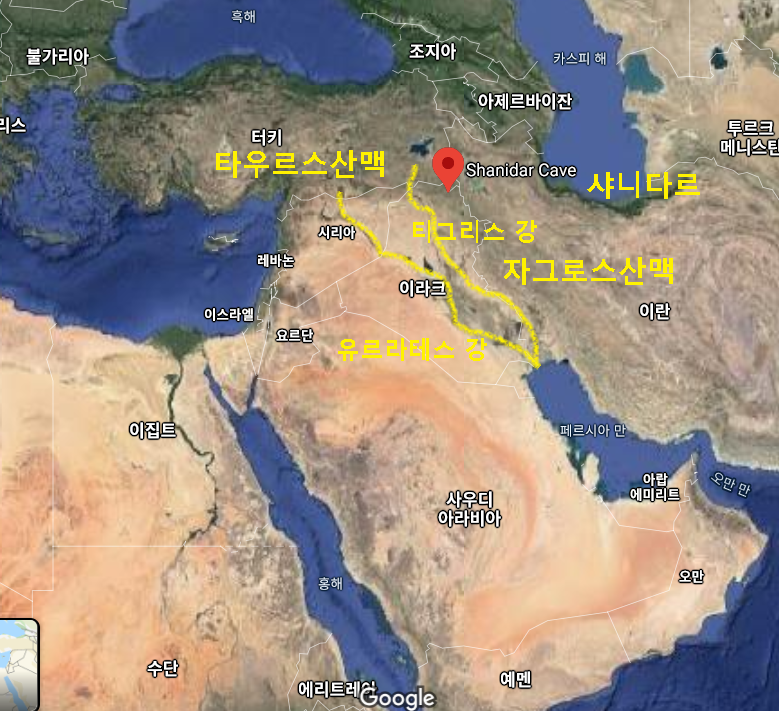 흑해
불가리아
조지아
카스피 해
아제르바이잔
리스
터키
투르크
메니스탄
타우르스산맥
Shanidar Cave
샤니다르
시리아
티그리스 강
레바논
자그로스산맥
이라크
이스라엘
이란
요르단
유르라테스 강
이집트
페르시아 만
아랍
에미리트
오만 만
사우디
아라비아
오만
홍해
수단
에리트레아
예멘
Google